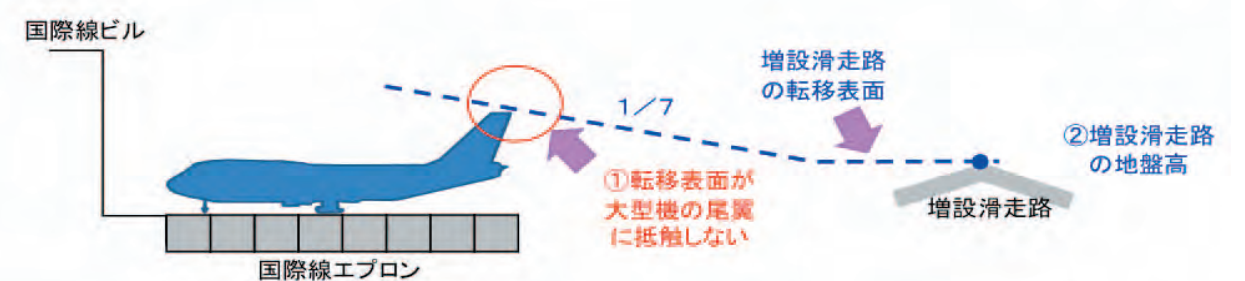 国際線ビル
増設滑走路
の転移表面
1／7
②増設滑走路
の地盤高
①転移表面が
大型機の尾翼
に抵触しない
増設滑走路
国際線エプロン